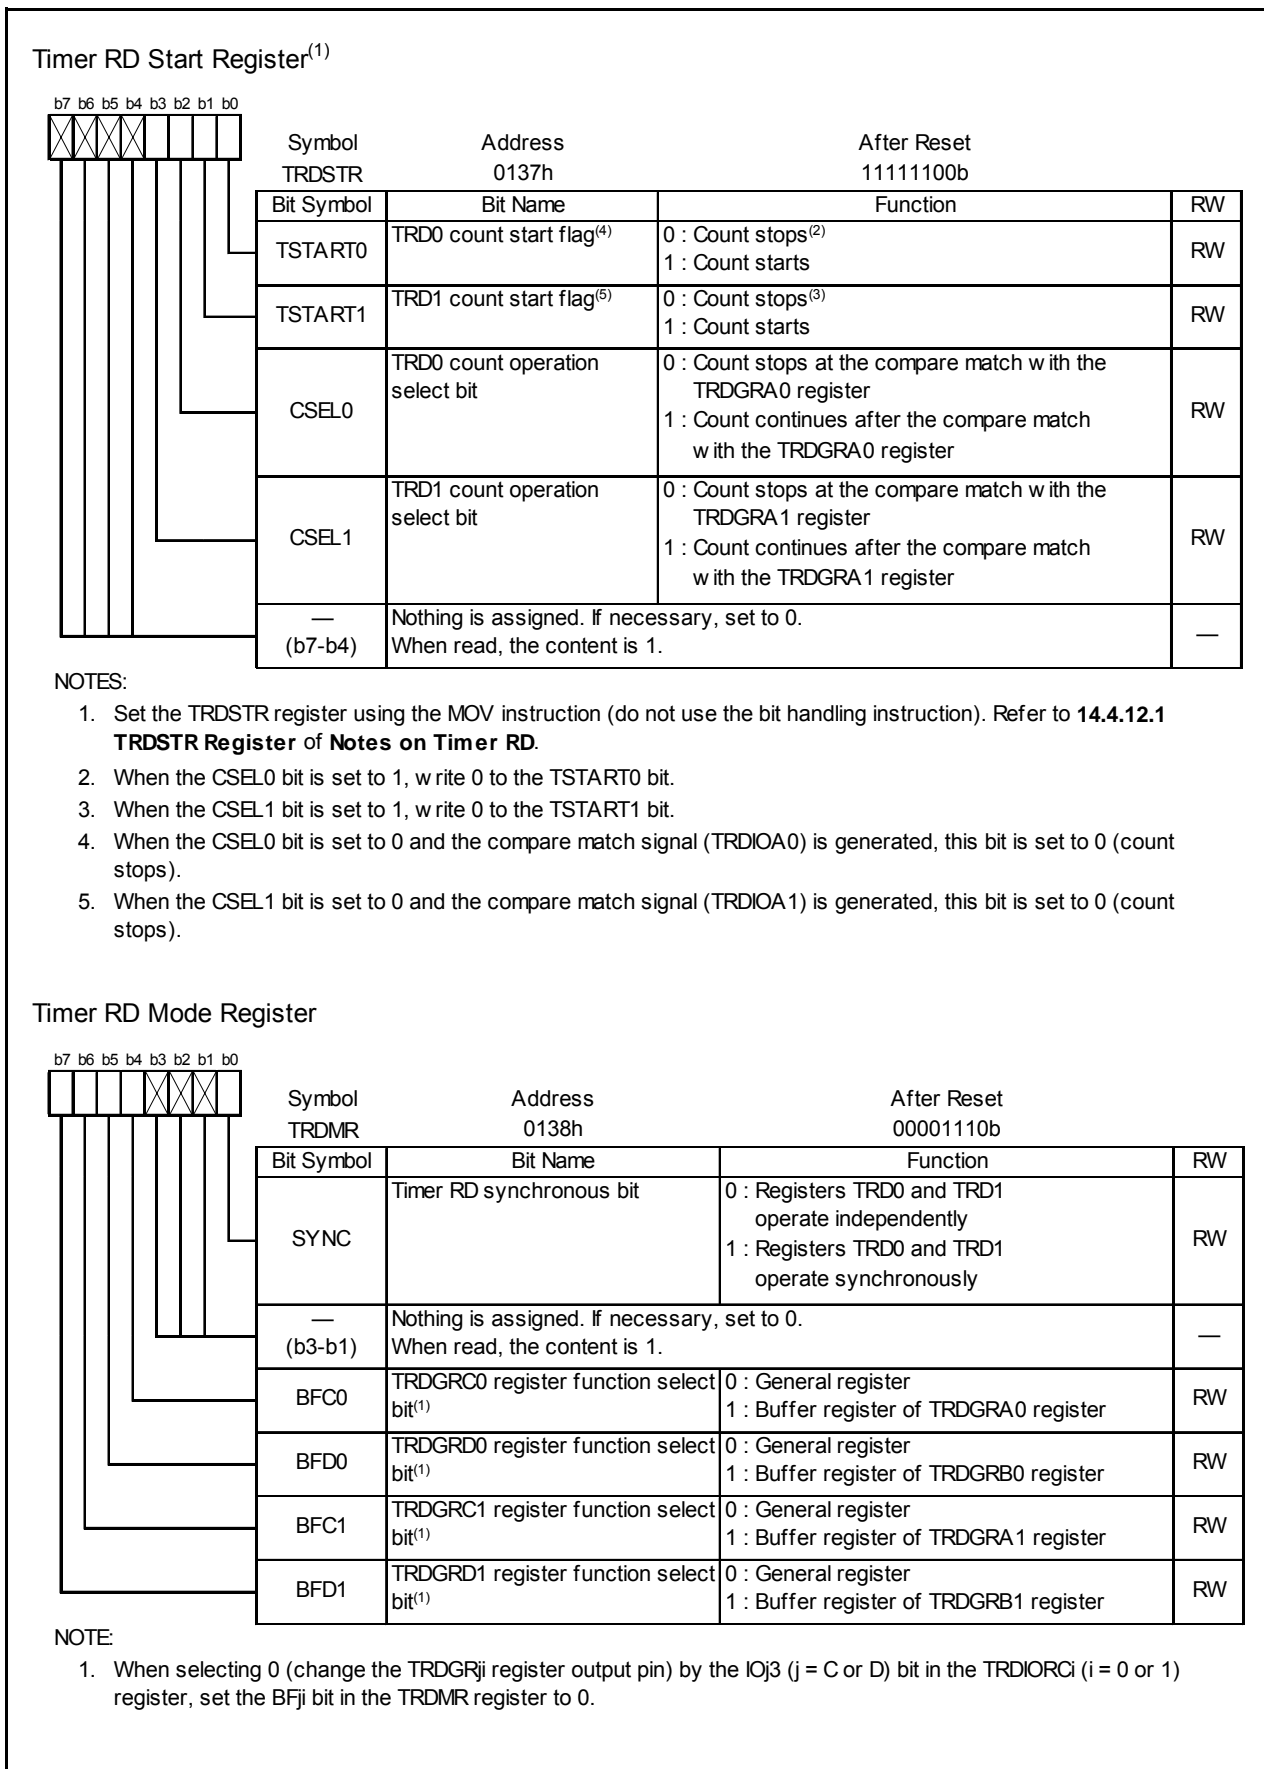 Timer RD Start Register(1)
b7 b6 b5 b4 b3 b2 b1 b0
Symbol Address After Reset
TRDSTR 0137h 11111100b
Bit Symbol Bit Name Function RW
TSTART0 TRD0 count start flag(4) 0 : Count stops(2) RW
1 : Count starts
TSTART1 TRD1 count start flag(5) 0 : Count stops(3) RW
1 : Count starts
CSEL0 TRD0 count operation 0 : Count stops at the compare match with the RW
select bit TRDGRA0 register
1 : Count continues after the compare match
with the TRDGRA0 register
CSEL1 TRD1 count operation 0 : Count stops at the compare match with the RW
select bit TRDGRA1 register
1 : Count continues after the compare match
with the TRDGRA1 register
— Nothing is assigned. If necessary, set to 0. —
(b7-b4) When read, the content is 1.
NOTES:
1. Set the TRDSTR register using the MOV instruction (do not use the bit handling instruction). Refer to 14.4.12.1
TRDSTR Register of Notes on Timer RD.
2. When the CSEL0 bit is set to 1, write 0 to the TSTART0 bit.
3. When the CSEL1 bit is set to 1, write 0 to the TSTART1 bit.
4. When the CSEL0 bit is set to 0 and the compare match signal (TRDIOA0) is generated, this bit is set to 0 (count
stops).
5. When the CSEL1 bit is set to 0 and the compare match signal (TRDIOA1) is generated, this bit is set to 0 (count
stops).
Timer RD Mode Register
b7 b6 b5 b4 b3 b2 b1 b0
Symbol Address After Reset
TRDMR 0138h 00001110b
Bit Symbol Bit Name Function RW
SYNC Timer RD synchronous bit 0 : Registers TRD0 and TRD1 RW
operate independently
1 : Registers TRD0 and TRD1
operate synchronously
— Nothing is assigned. If necessary, set to 0. —
(b3-b1) When read, the content is 1.
BFC0 TRDGRC0 register function select 0 : General register RW
bit(1) 1 : Buffer register of TRDGRA0 register
BFD0 TRDGRD0 register function select 0 : General register RW
bit(1) 1 : Buffer register of TRDGRB0 register
BFC1 TRDGRC1 register function select 0 : General register RW
bit(1) 1 : Buffer register of TRDGRA1 register
BFD1 TRDGRD1 register function select 0 : General register RW
bit(1) 1 : Buffer register of TRDGRB1 register
NOTE:
1. When selecting 0 (change the TRDGRji register output pin) by the IOj3 (j = C or D) bit in the TRDIORCi (i = 0 or 1)
register, set the BFji bit in the TRDMR register to 0.